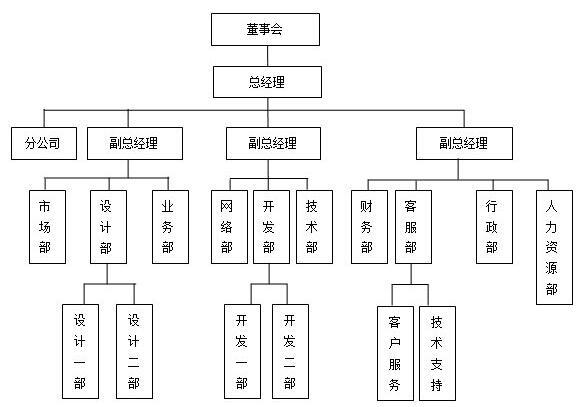 董事会
总经理
分公司
副总经理
副总经理
副总经理
市场部
设计部
业务部
网络部
开发部
技术部
财务部
客服部
行政部
人力资源部
设计一部
设计二部
开发一部
开发二部
客户服务
技术支持